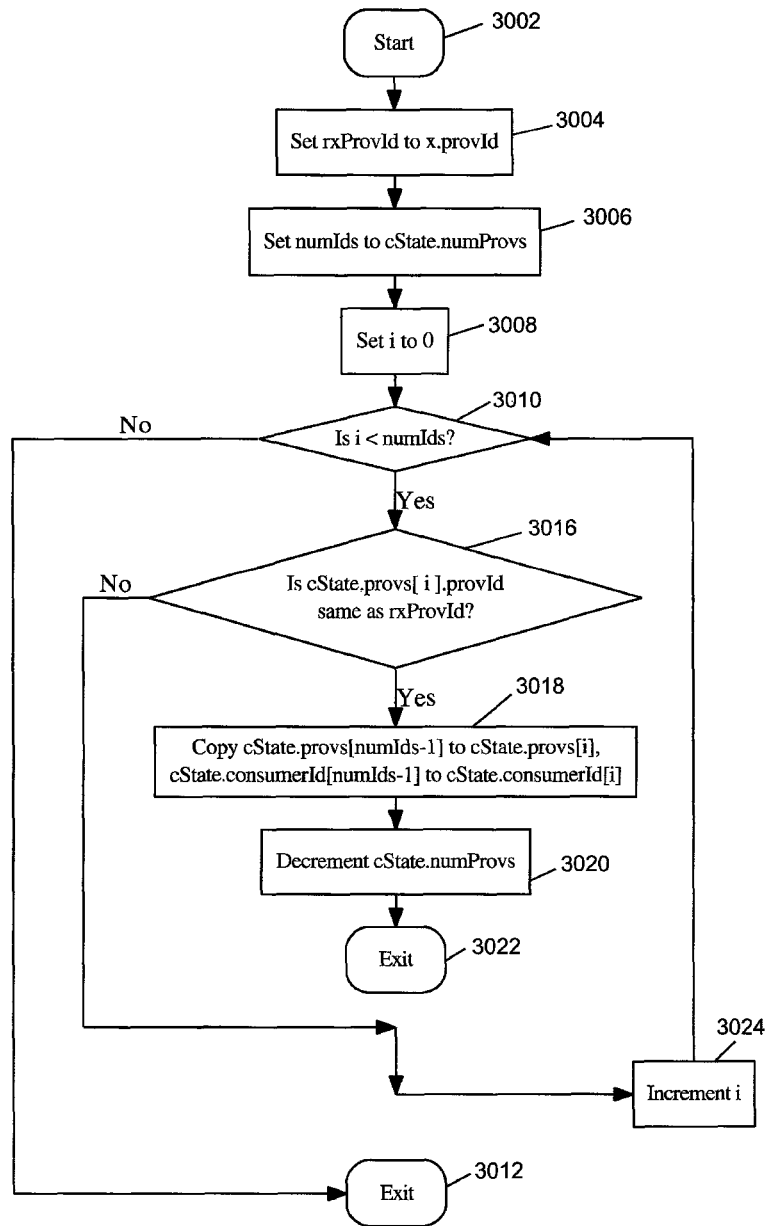 Start
3002
Set rxProvId to x.provId
3004
Set numIds to cState.numProvs
3006
Set i to 0
3008
Is i < numIds?
3010
No
Yes
Is cState.provs[ i ].provId
same as rxProvId?
3016
No
Yes
Copy cState.provs[numIds-1] to cState.provs[i],
cState.consumerId[numIds-1] to cState.consumerId[i]
3018
Decrement cState.numProvs
3020
Exit
3022
Increment i
3024
Exit
3012